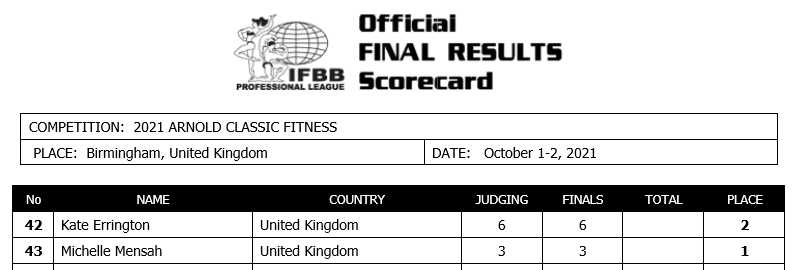 Official
FINAL RESULTS
Scorecard
IFBB
PROFESSIONAL LEAGUE
COMPETITION: 2021 ARNOLD CLASSIC FITNESS
PLACE: Birmingham, United Kingdom DATE: October 1-2, 2021
No NAME COUNTRY JUDGING FINALS TOTAL PLACE
42 Kate Errington United Kingdom 6 6 2
43 Michelle Mensah United Kingdom 3 3 1